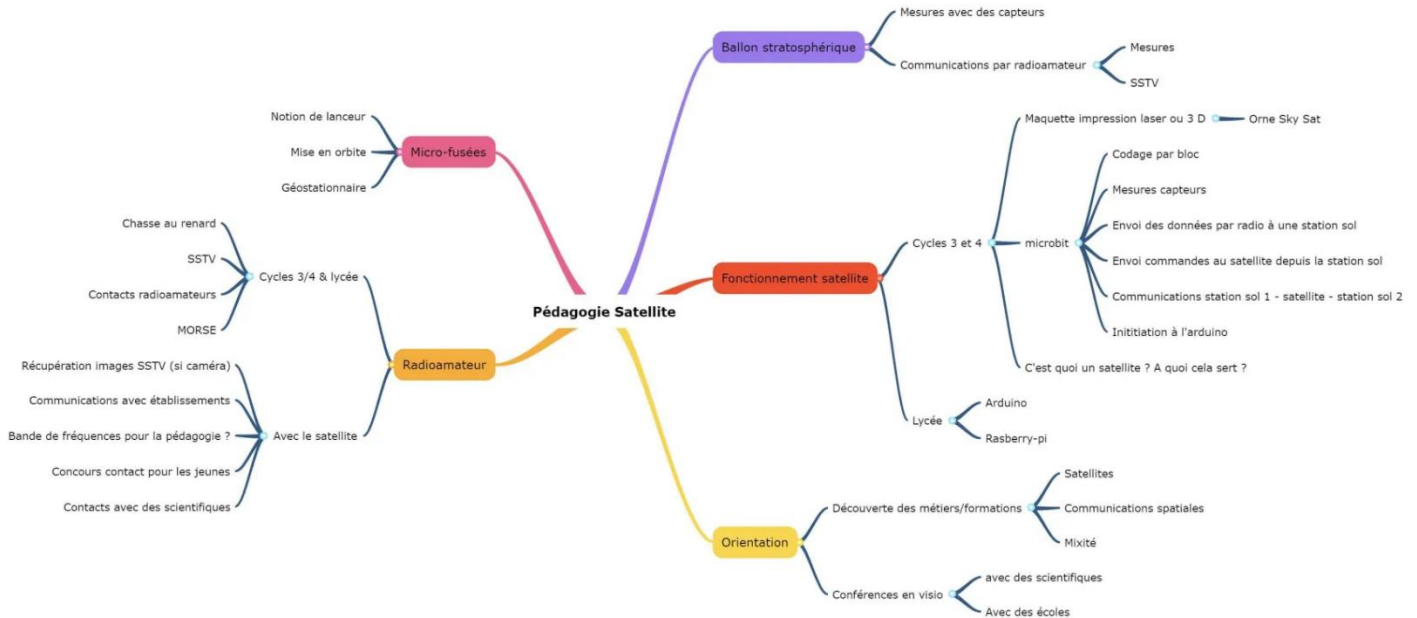 Mesures avec des capteurs
Ballon stratosphérique
Communications par radioamateur
Mesures
SSTV
Notion de lanceur
Micro-fusées
Mise en orbite
Géostationnaire
Maquette impression laser ou 3 D
Orne Sky Sat
Codage par bloc
Mesures capteurs
Envoi des données par radio à une station sol
Cycles 3 et 4
microbit
Envoi commandes au satellite depuis la station sol
Communications station sol 1 - satellite - station sol 2
Inititiation à l'arduino
Fonctionnement satellite
C'est quoi un satellite ? A quoi cela sert ?
Lycée
Arduino
Rasberry-pi
Pédagogie Satellite
Chasse au renard
SSTV
Cycles 3/4 & lycée
Contacts radioamateurs
MORSE
Radioamateur
Récupération images SSTV (si caméra)
Communications avec établissements
Bande de fréquences pour la pédagogie ?
Avec le satellite
Concours contact pour les jeunes
Contacts avec des scientifiques
Orientation
Découverte des métiers/formations
Satellites
Communications spatiales
Mixité
Conférences en visio
avec des scientifiques
Avec des écoles